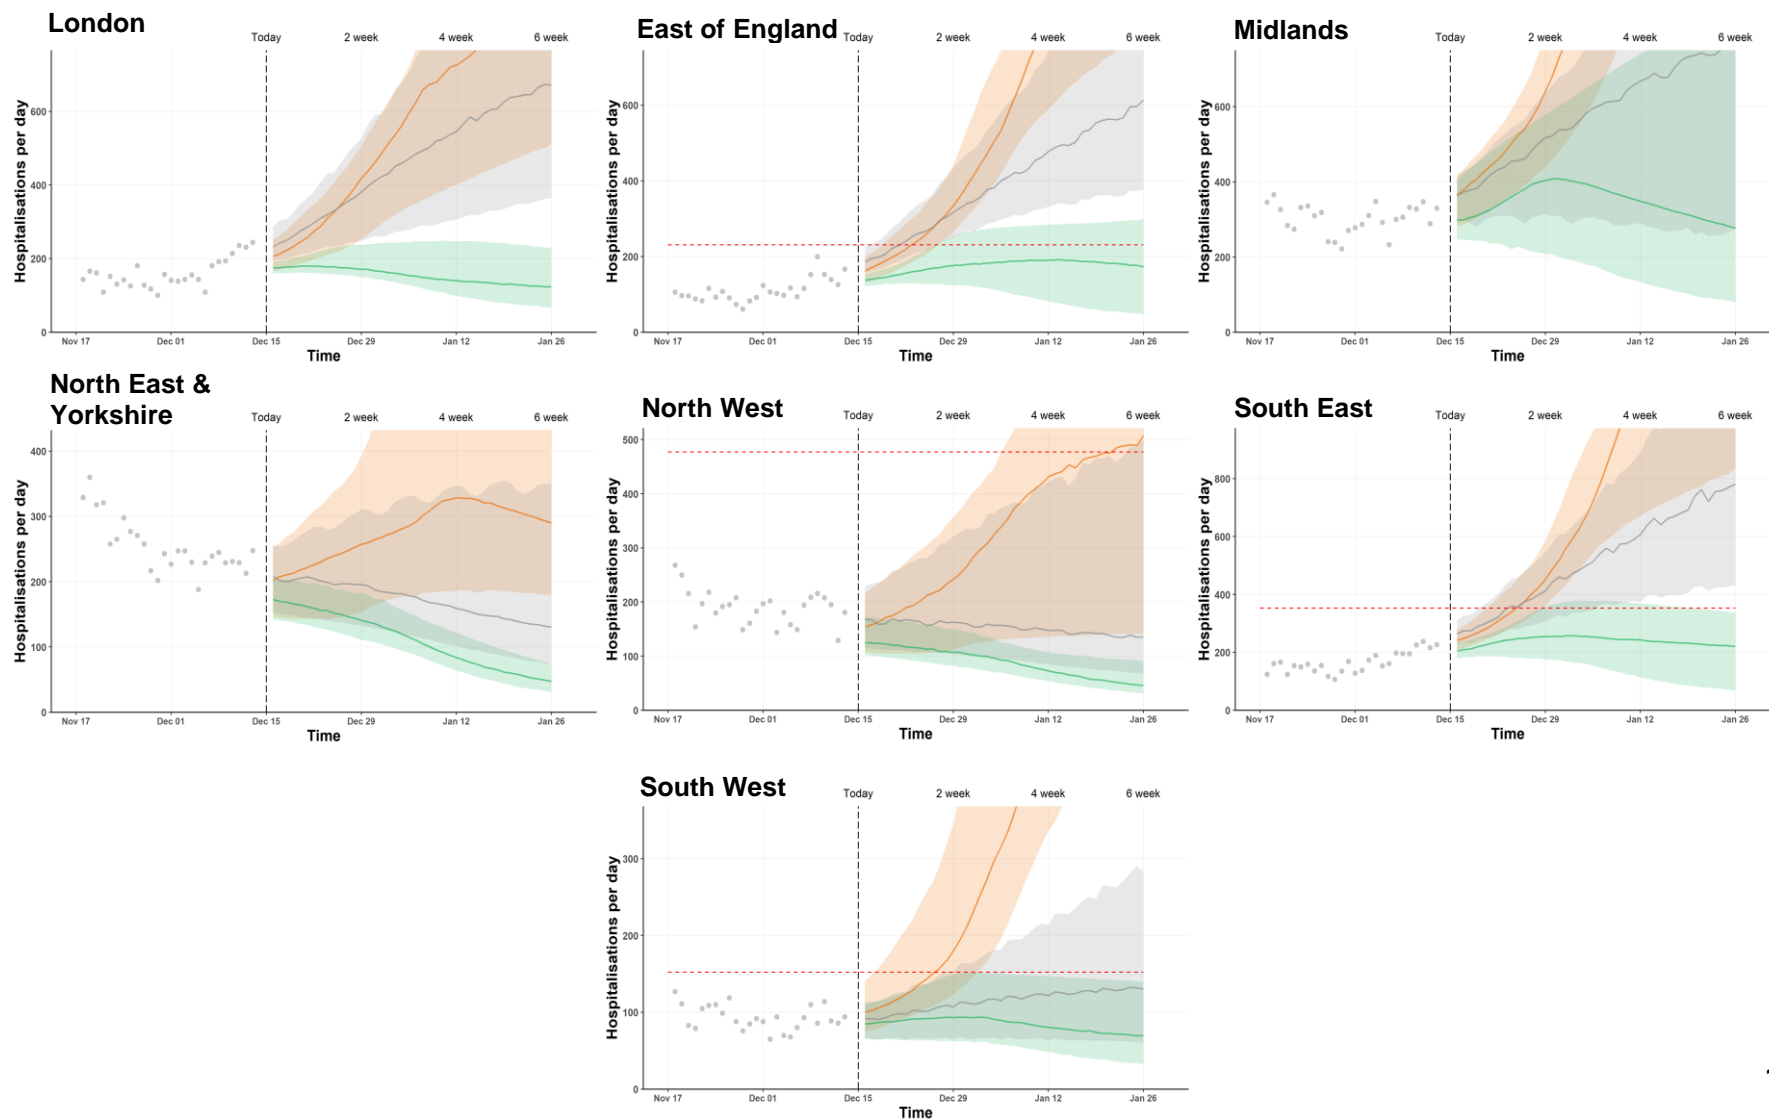 London
Today 2 week 4 week 6 week
Hospitalisations per day
600
400
200
0
Nov 17 Dec 01 Dec 15 Dec 29 Jan 12 Jan 26
Time
East of England
Today 2 week 4 week 6 week
Hospitalisations per day
600
400
200
0
Nov 17 Dec 01 Dec 15 Dec 29 Jan 12 Jan 26
Time
Midlands
Today 2 week 4 week 6 week
Hospitalisations per day
600
400
200
0
Nov 17 Dec 01 Dec 15 Dec 29 Jan 12 Jan 26
Time
North East &
Yorkshire
Today 2 week 4 week 6 week
Hospitalisations per day
400
300
200
100
0
Nov 17 Dec 01 Dec 15 Dec 29 Jan 12 Jan 26
Time
North West
Today 2 week 4 week 6 week
Hospitalisations per day
500
400
300
200
100
0
Nov 17 Dec 01 Dec 15 Dec 29 Jan 12 Jan 26
Time
South East
Today 2 week 4 week 6 week
Hospitalisations per day
800
600
400
200
0
Nov 17 Dec 01 Dec 15 Dec 29 Jan 12 Jan 26
Time
South West
Today 2 week 4 week 6 week
Hospitalisations per day
300
200
100
0
Nov 17 Dec 01 Dec 15 Dec 29 Jan 12 Jan 26
Time